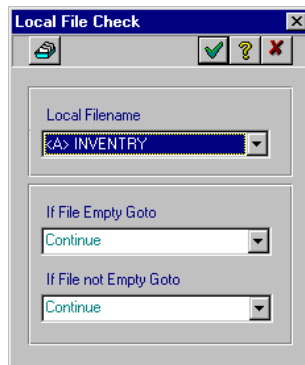 Local File Check
Local Filename
<A> INVENTRY
If File Empty Goto
Continue
If File not Empty Goto
Continue